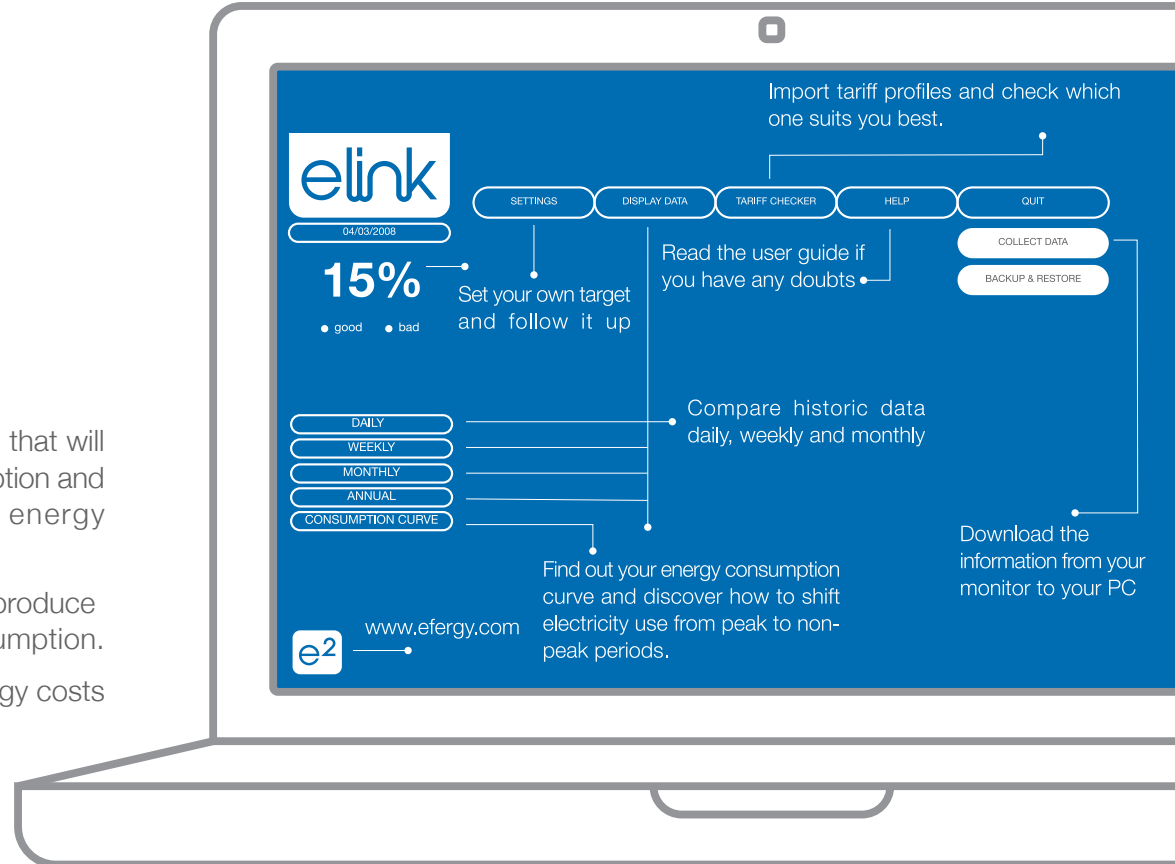 that will
ption and
energy
produce
umption.
gy costs
Import tariff profiles and check which
one suits you best.
elink
04/03/2008
15%
good bad
SETTINGS
DISPLAY DATA
TARIFF CHECKER
HELP
QUIT
COLLECT DATA
BACKUP & RESTORE
Set your own target
and follow it up
Read the user guide if
you have any doubts
DAILY
WEEKLY
MONTHLY
ANNUAL
CONSUMPTION CURVE
Compare historic data
daily, weekly and monthly
Find out your energy consumption
curve and discover how to shift
electricity use from peak to non-
peak periods.
Download the
information from your
monitor to your PC
e²
www.efergy.com